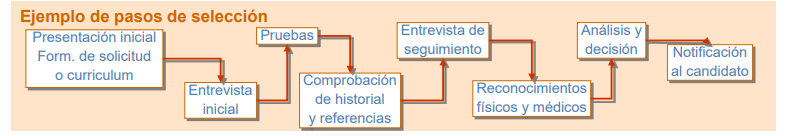 Ejemplo de pasos de selección
Presentación inicial
Form. de solicitud
o curriculum
Entrevista
inicial
Pruebas
Comprobación
de historial
y referencias
Entrevista de
seguimiento
Reconocimientos
físicos y médicos
Análisis y
decisión
Notificación
al candidato